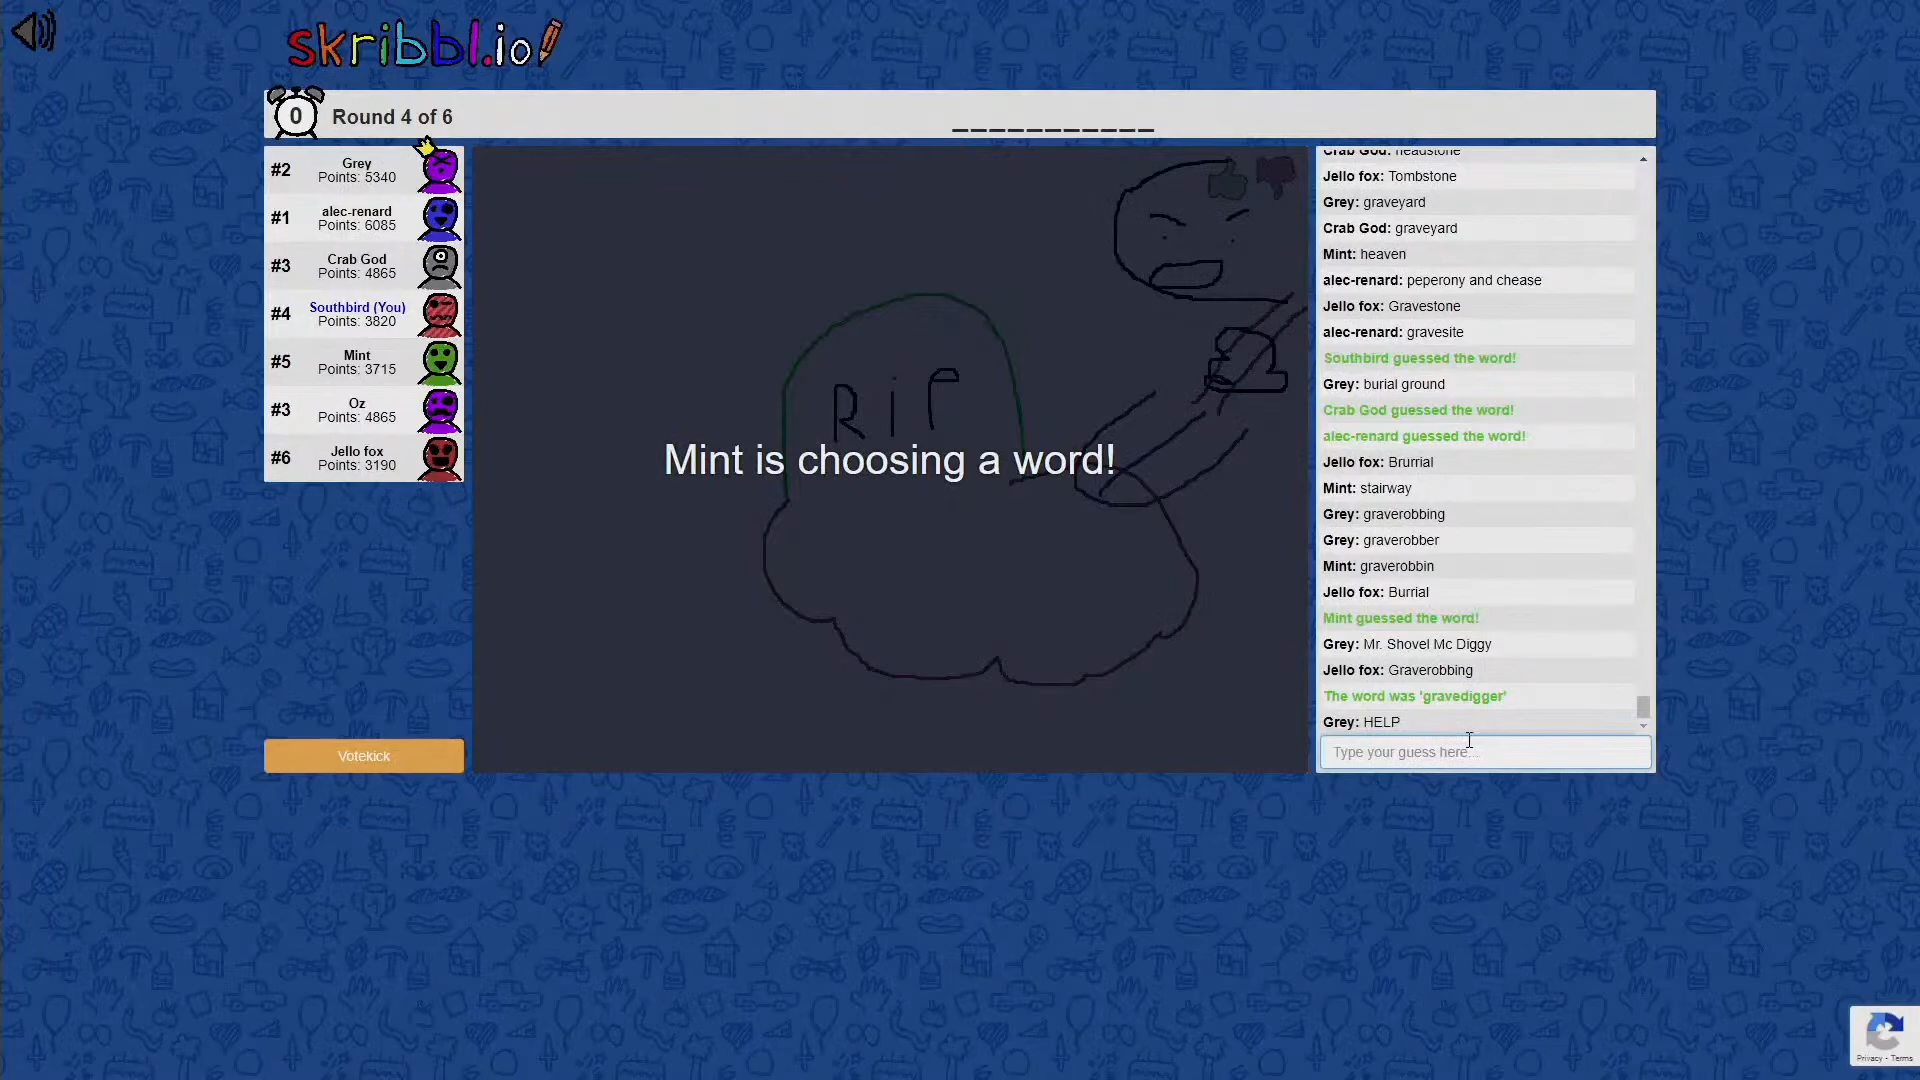 skribbl.io
0
Round 4 of 6
___________
#2
Grey
Points: 5340
#1
alec-renard
Points: 6085
#3
Crab God
Points: 4865
#4
Southbird (You)
Points: 3820
#5
Mint
Points: 3715
#3
Oz
Points: 4865
#6
Jello fox
Points: 3190
Votekick
RiP
Mint is choosing a word!
Crab God: headstone
Jello fox: Tombstone
Grey: graveyard
Crab God: graveyard
Mint: heaven
alec-renard: peperony and chease
Jello fox: Gravestone
alec-renard: gravesite
Southbird guessed the word!
Grey: burial ground
Crab God guessed the word!
alec-renard guessed the word!
Jello fox: Brurrial
Mint: stairway
Grey: graverobbing
Grey: graverobber
Mint: graverobbin
Jello fox: Burrial
Mint guessed the word!
Grey: Mr. Shovel Mc Diggy
Jello fox: Graverobbing
The word was 'gravedigger'
Grey: HELP
Type your guess here...
Privacy - Terms